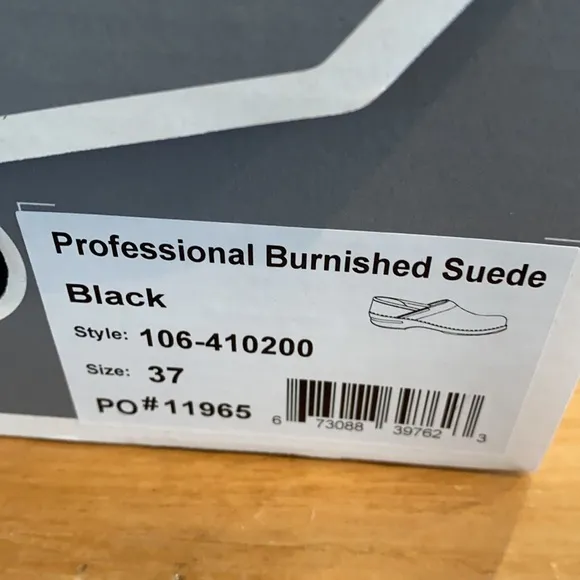 Professional Burnished Suede
Black
Style: 106-410200
Size: 37
PO#11965
6 73088 39762 3